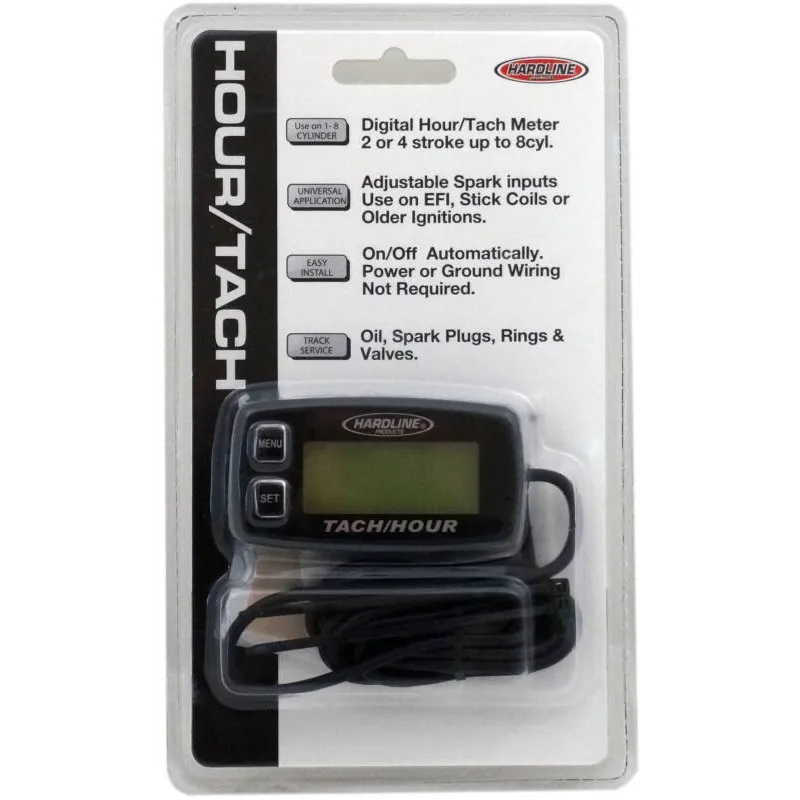 HOUR/TACH
HARDLINE
PRODUCTS
Use on 1- 8
CYLINDER
Digital Hour/Tach Meter
2 or 4 stroke up to 8cyl.
UNIVERSAL
APPLICATION
Adjustable Spark inputs
Use on EFI, Stick Coils or
Older Ignitions.
EASY
INSTALL
On/Off Automatically.
Power or Ground Wiring
Not Required.
TRACK
SERVICE
Oil, Spark Plugs, Rings &
Valves.
HARDLINE®
PRODUCTS
MENU
SET
TACH/HOUR